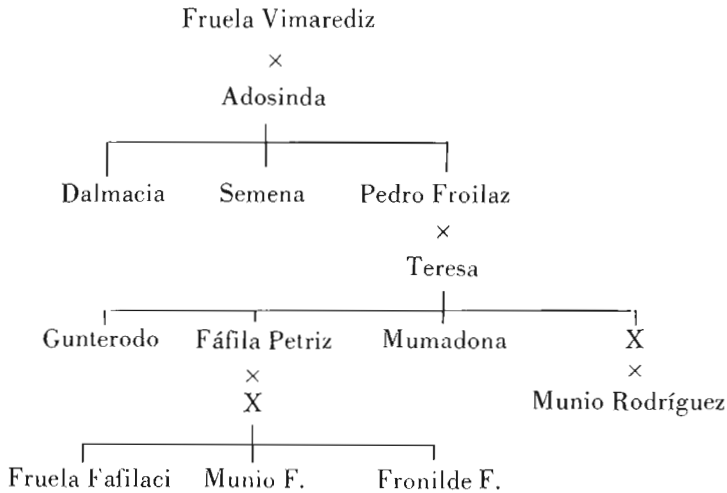 Fruela Vimarediz
×
Adosinda
Dalmacia Semena Pedro Froilaz
×
Teresa
Gunterodo Fáfila Petriz Mumadona X
× ×
X Munio Rodríguez
Fruela Fafilaci Munio F. Fronilde F.